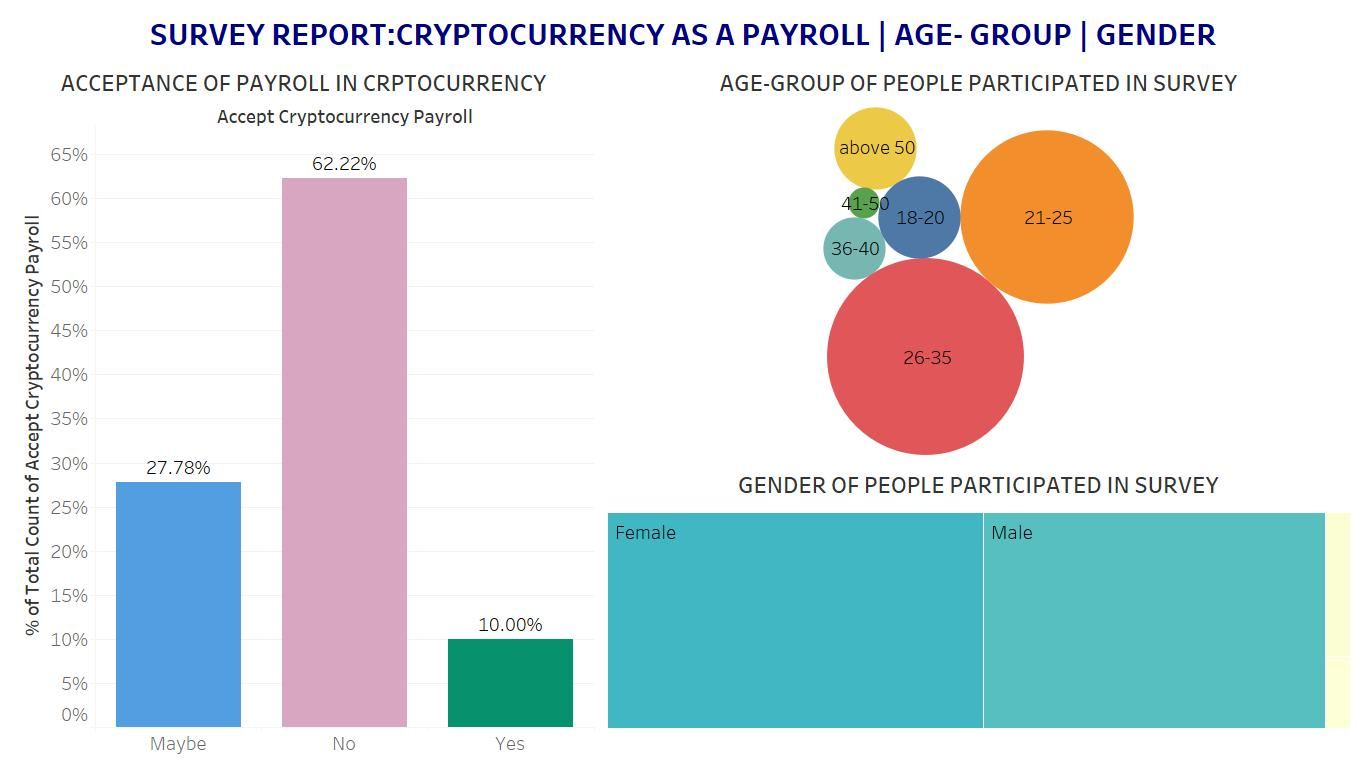 SURVEY REPORT:CRYPTOCURRENCY AS A PAYROLL | AGE- GROUP | GENDER
ACCEPTANCE OF PAYROLL IN CRPTOCURRENCY
Accept Cryptocurrency Payroll
% of Total Count of Accept Cryptocurrency Payroll
65%
60%
55%
50%
45%
40%
35%
30%
25%
20%
15%
10%
5%
0%
27.78%
62.22%
10.00%
Maybe
No
Yes
AGE-GROUP OF PEOPLE PARTICIPATED IN SURVEY
above 50
41-50
18-20
21-25
36-40
26-35
GENDER OF PEOPLE PARTICIPATED IN SURVEY
Female
Male